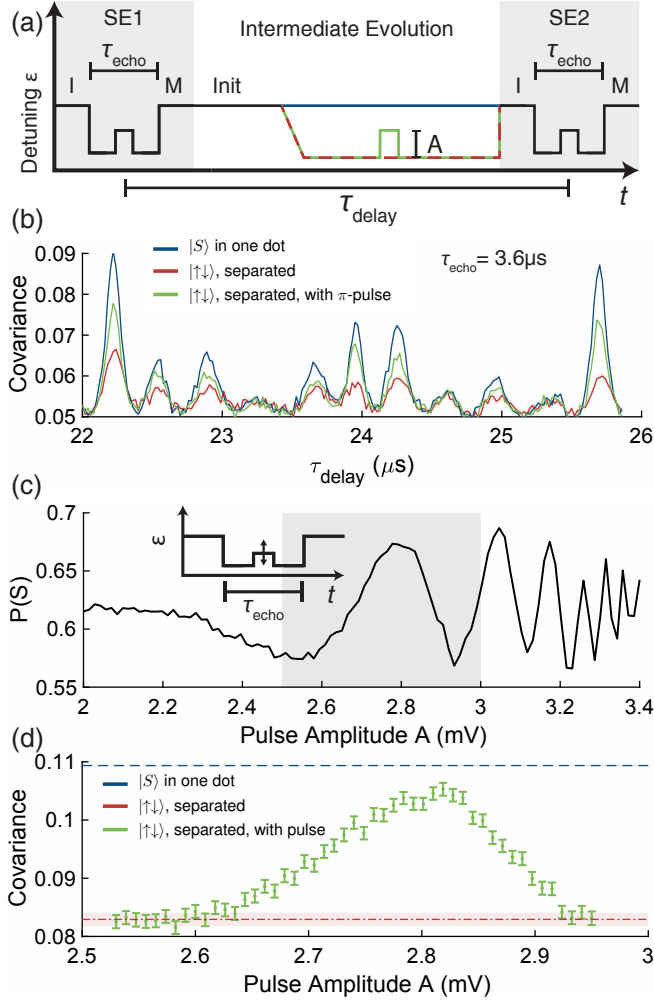 (a)
SE1
Intermediate Evolution
SE2
τecho
τecho
I
M
Init
I
M
A
Detuning ε
t
τdelay
(b)
|S⟩ in one dot
|↑↓⟩, separated
|↑↓⟩, separated, with π-pulse
τecho= 3.6μs
Covariance
0.09
0.08
0.07
0.06
0.05
22
23
24
25
26
τdelay (μs)
(c)
0.7
0.65
0.6
0.55
P(S)
ε
t
τecho
2
2.2
2.4
2.6
2.8
3
3.2
3.4
Pulse Amplitude A (mV)
(d)
0.11
0.1
0.09
0.08
Covariance
|S⟩ in one dot
|↑↓⟩, separated
|↑↓⟩, separated, with pulse
2.5
2.6
2.7
2.8
2.9
3
Pulse Amplitude A (mV)